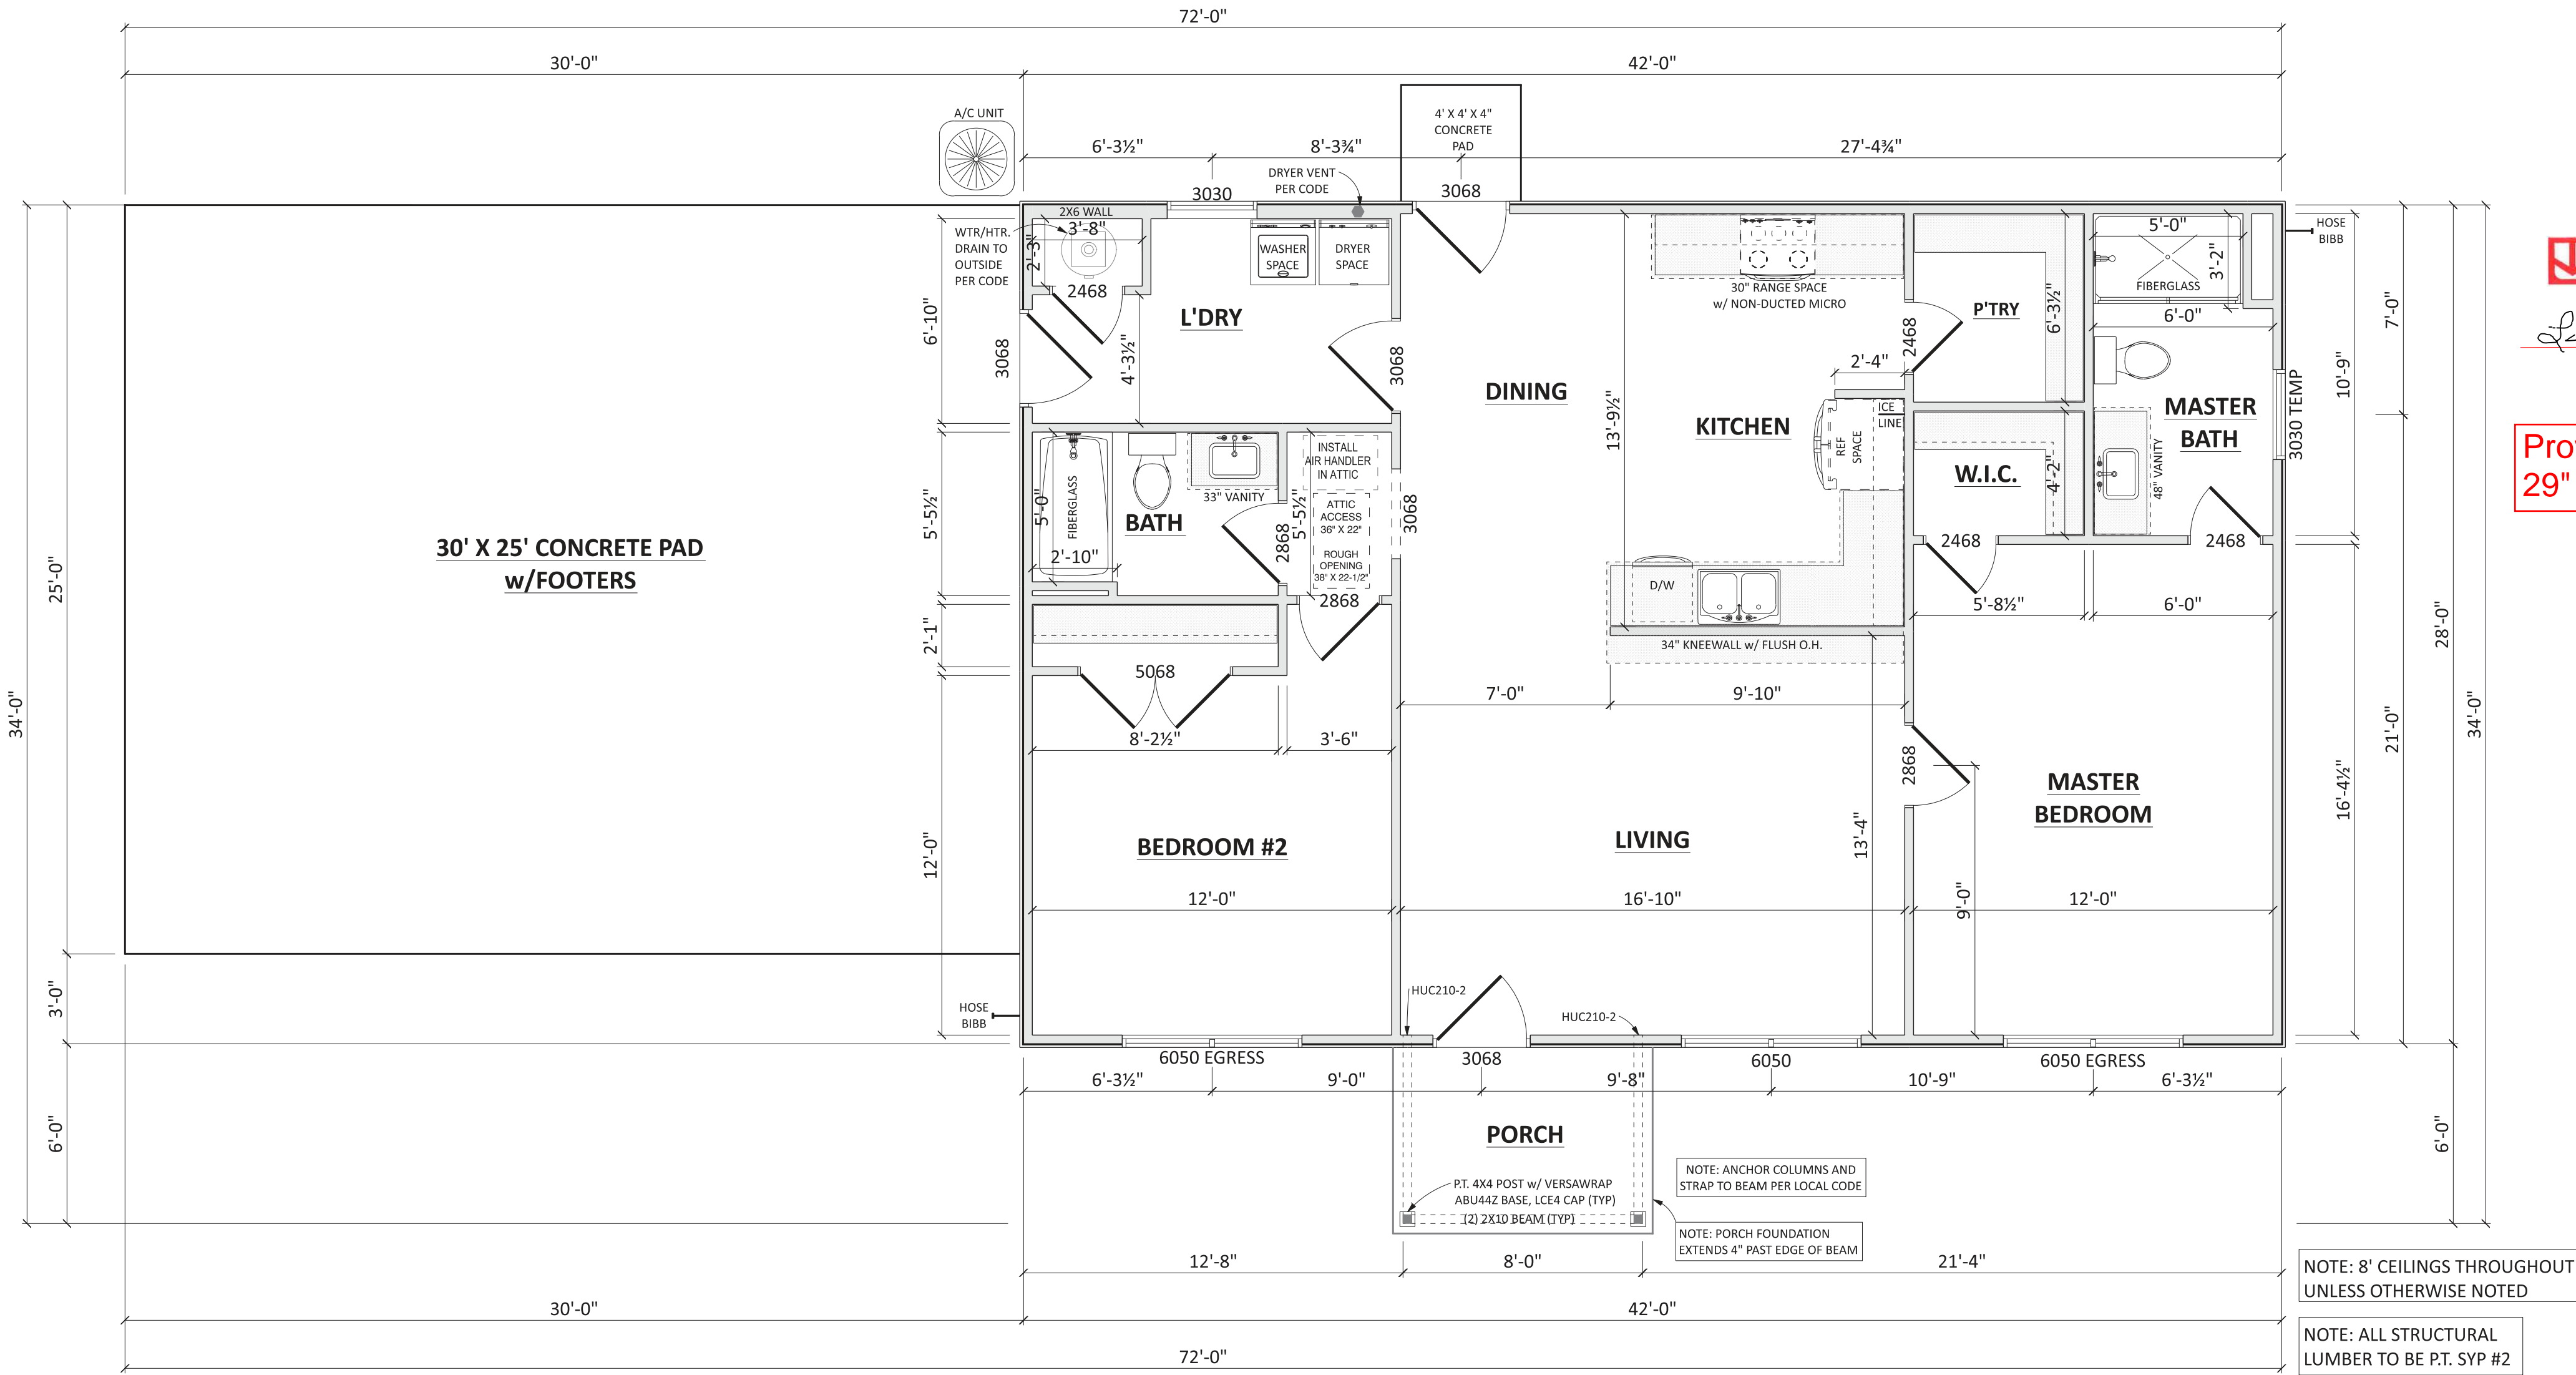 72'-0"
30'-0"
42'-0"
A/C UNIT
4' X 4' X 4"
CONCRETE
PAD
6'-3½"
8'-3¾"
27'-4¾"
DRYER VENT
PER CODE
3030
3068
2X6 WALL
WTR/HTR.
DRAIN TO
OUTSIDE
PER CODE
3'-8"
2'-3"
2468
WASHER
SPACE
DRYER
SPACE
L'DRY
6'-10"
3068
4'-3½"
3068
30" RANGE SPACE
w/ NON-DUCTED MICRO
P'TRY
6'-3½"
2468
2'-4"
5'-0"
3'-2"
FIBERGLASS
6'-0"
HOSE
BIBB
7'-0"
10'-9"
3030 TEMP
MASTER
BATH
48" VANITY
DINING
13'-9½"
KITCHEN
ICE
LINE
REF
SPACE
W.I.C.
4'-2"
2468
2468
5'-8½"
6'-0"
INSTALL
AIR HANDLER
IN ATTIC
ATTIC
ACCESS
36" X 22"
ROUGH
OPENING
38" X 22-1/2"
3068
5'-5½"
5'-0"
FIBERGLASS
2'-10"
BATH
33" VANITY
2868
5'-5½"
2868
30' X 25' CONCRETE PAD
w/FOOTERS
25'-0"
34'-0"
2'-1"
5068
8'-2½"
3'-6"
D/W
34" KNEEWALL w/ FLUSH O.H.
7'-0"
9'-10"
2868
28'-0"
34'-0"
21'-0"
16'-4½"
MASTER
BEDROOM
BEDROOM #2
LIVING
12'-0"
13'-4"
9'-0"
12'-0"
16'-10"
12'-0"
3'-0"
HOSE
BIBB
HUC210-2
HUC210-2
6050 EGRESS
3068
6050
6050 EGRESS
6'-3½"
9'-0"
9'-8"
10'-9"
6'-3½"
6'-0"
6'-0"
PORCH
P.T. 4X4 POST w/ VERSAWRAP
ABU44Z BASE, LCE4 CAP (TYP)
(2) 2X10 BEAM (TYP)
NOTE: ANCHOR COLUMNS AND
STRAP TO BEAM PER LOCAL CODE
NOTE: PORCH FOUNDATION
EXTENDS 4" PAST EDGE OF BEAM
12'-8"
8'-0"
21'-4"
30'-0"
42'-0"
72'-0"
NOTE: 8' CEILINGS THROUGHOUT
UNLESS OTHERWISE NOTED
NOTE: ALL STRUCTURAL
LUMBER TO BE P.T. SYP #2
29"